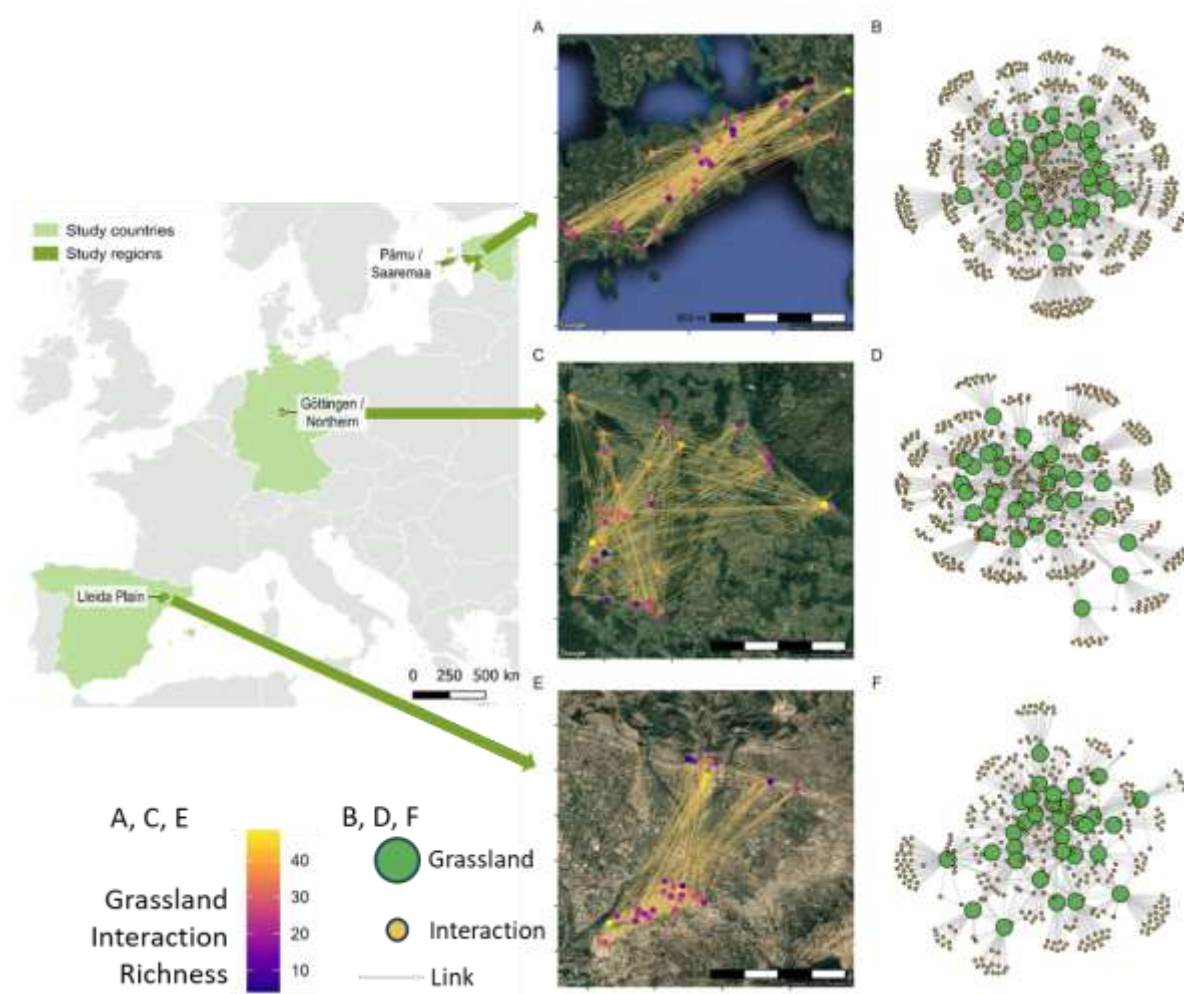 A
B
Study countries
Study regions
Pärnu /
Saaremaa
C
D
Göttingen /
Northeim
Lleida Plain
E
F
0 250 500 kn
A, C, E
B, D, F
40
30
20
10
Grassland
Interaction
Richness
Grassland
Interaction
Link